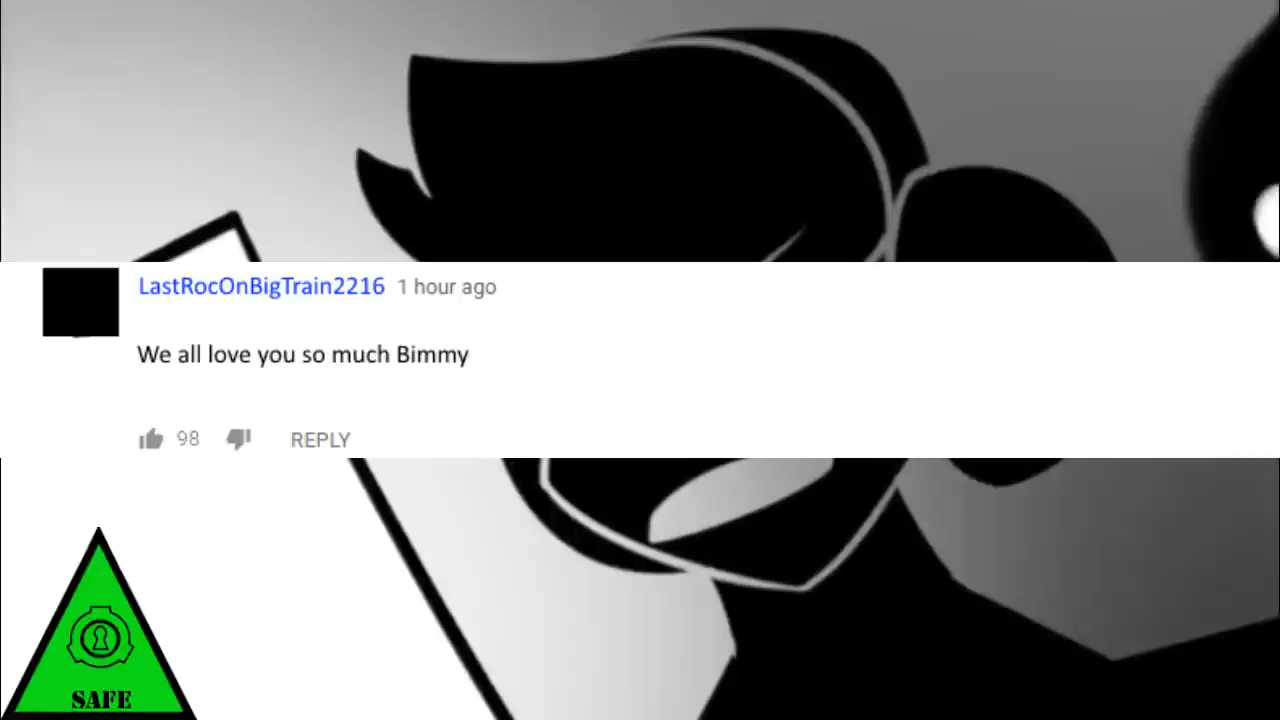 LastRocOnBigTrain2216 1 hour ago
We all love you so much Bimmy
98 REPLY
SAFE